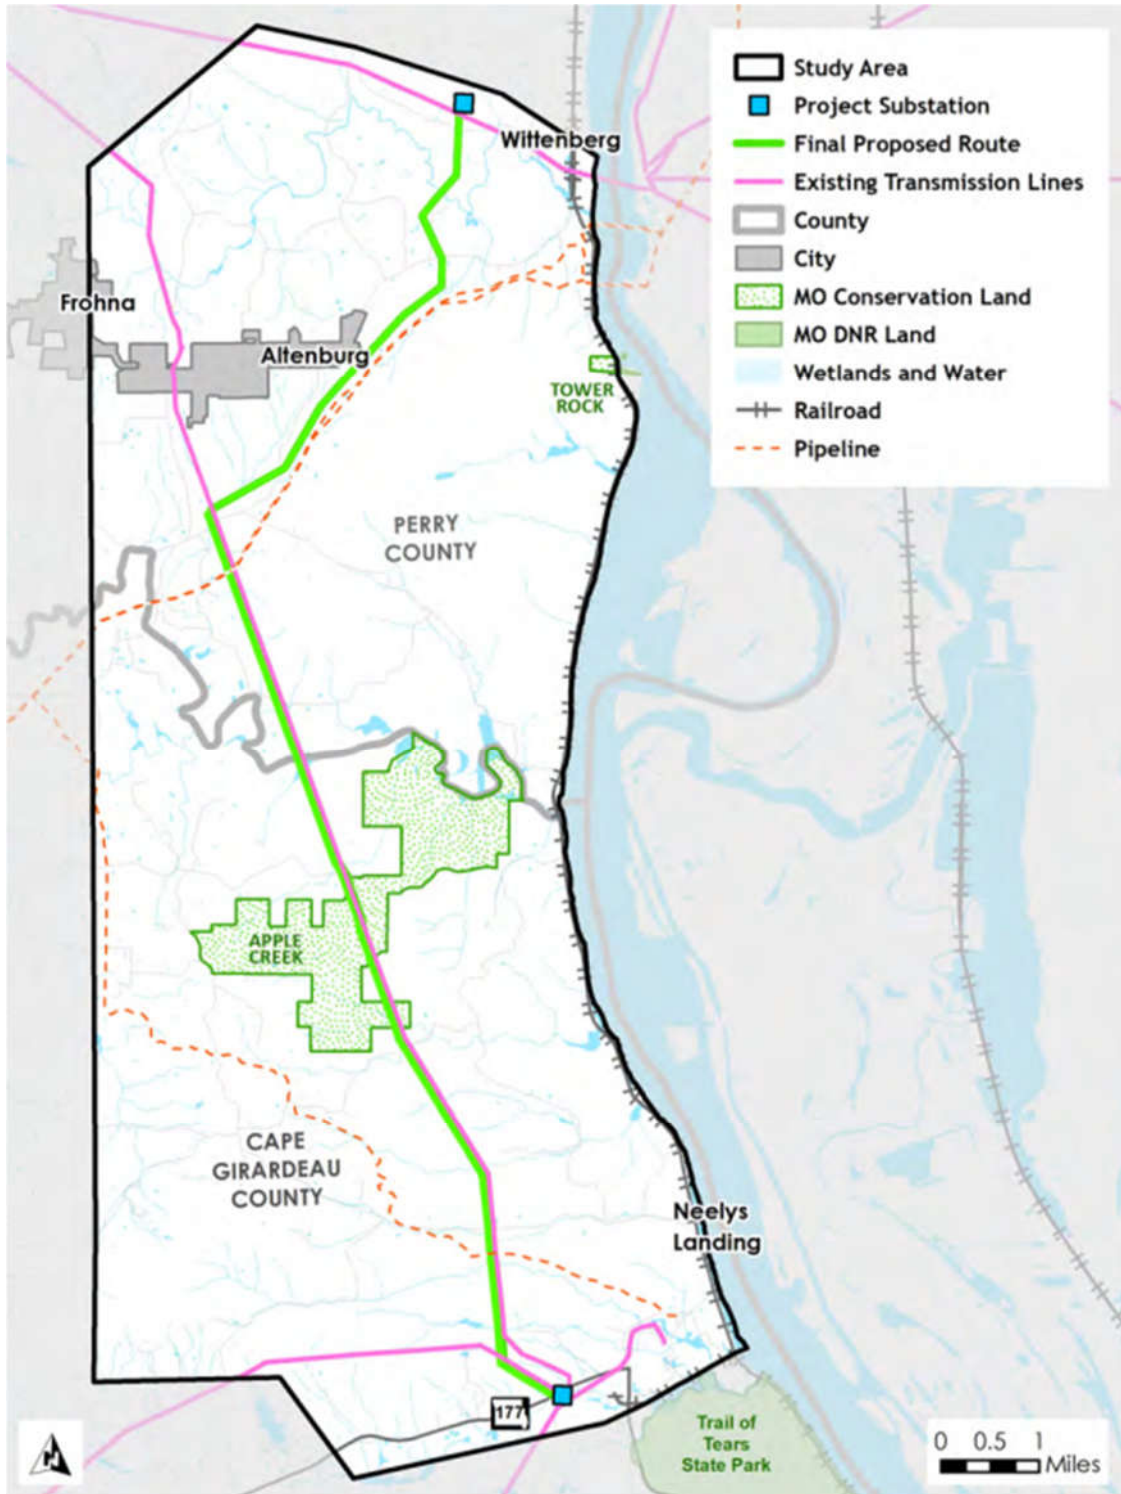 Study Area
Project Substation
Final Proposed Route
Existing Transmission Lines
County
City
MO Conservation Land
MO DNR Land
Wetlands and Water
Railroad
Pipeline
Wittenberg
Frohna
Altenburg
TOWER
ROCK
PERRY
COUNTY
APPLE
CREEK
CAPE
GIRARDEAU
COUNTY
Neelys
Landing
177
Trail of
Tears
State Park
N
0 0.5 1
Miles